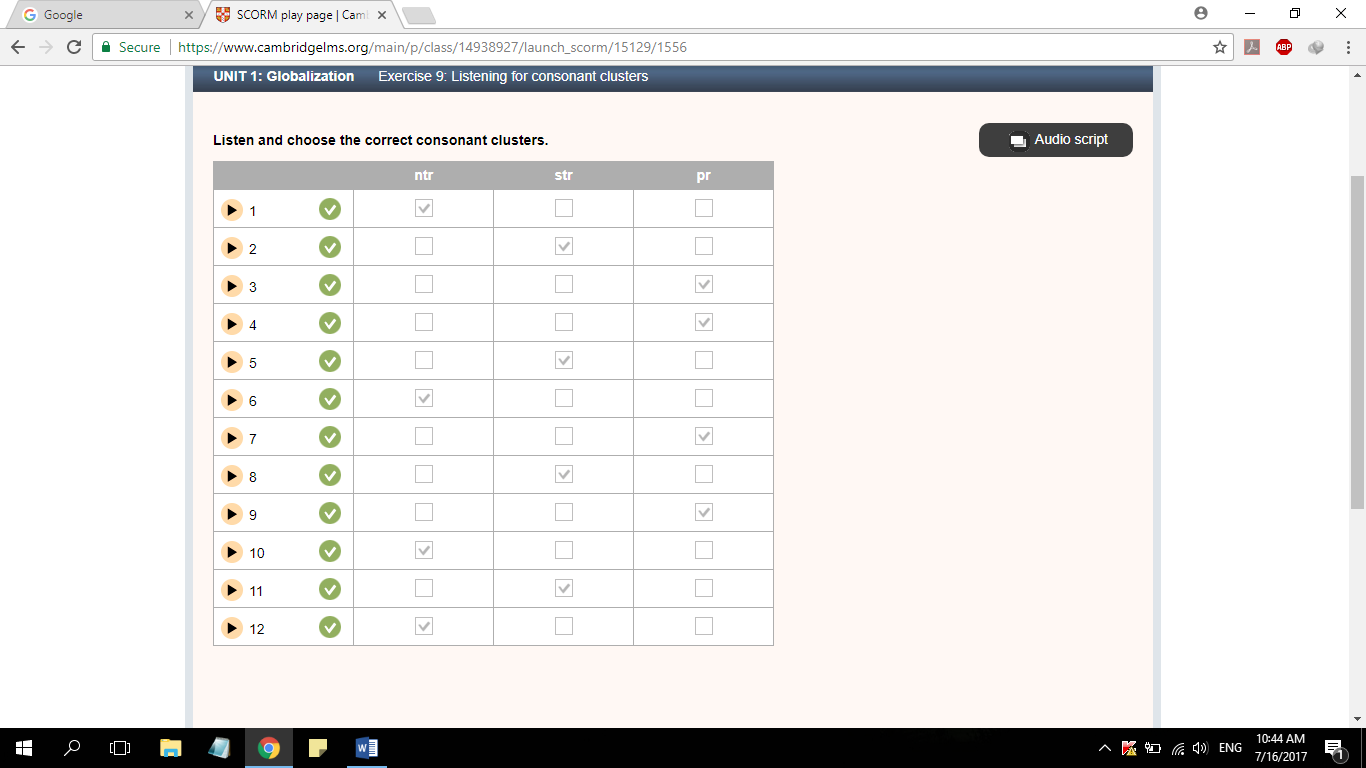 Google
SCORM play page | Cam
Secure https://www.cambridgelms.org/main/p/class/14938927/launch_scorm/15129/1556
ABP
UNIT 1: Globalization Exercise 9: Listening for consonant clusters
Listen and choose the correct consonant clusters.
Audio script
ntr str pr
1
2
3
4
5
6
7
8
9
10
11
12
ENG
10:44 AM
7/16/2017
1